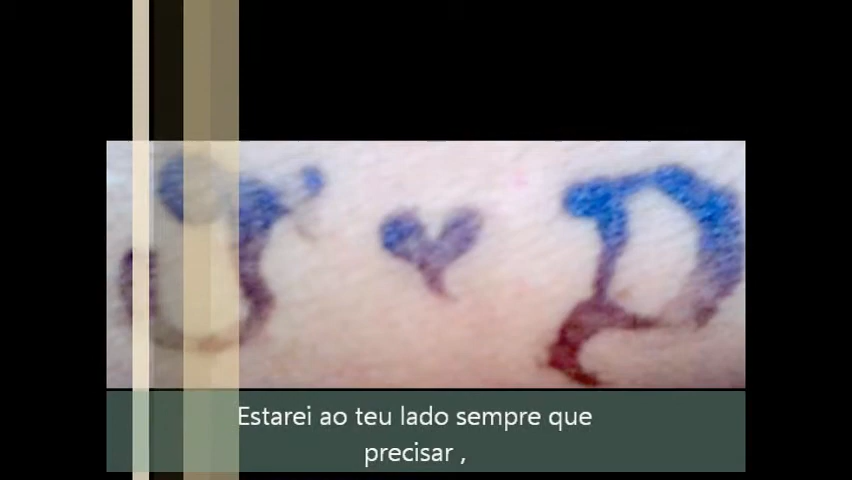 J ♥ D
Estarei ao teu lado sempre que
precisar ,